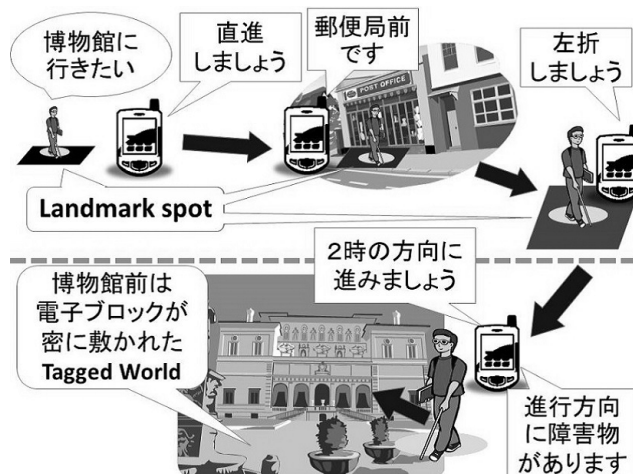 博物館に
行きたい
直進
しましょう
郵便局前
です
左折
しましょう
POST OFFICE
Landmark spot
2時の方向に
進みましょう
博物館前は
電子ブロックが
密に敷かれた
Tagged World
進行方向
に障害物
があります